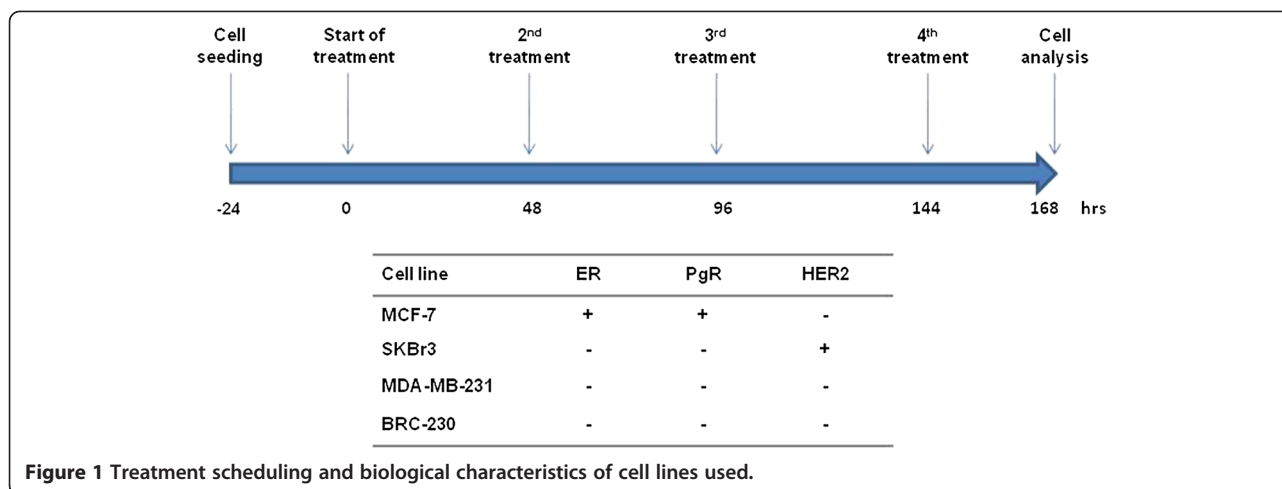 Cell seeding
Start of treatment
2nd treatment
3rd treatment
4th treatment
Cell analysis
-24 0 48 96 144 168 hrs
Cell line ER PgR HER2
MCF-7 + + -
SKBr3 - - +
MDA-MB-231 - - -
BRC-230 - - -
Figure 1 Treatment scheduling and biological characteristics of cell lines used.